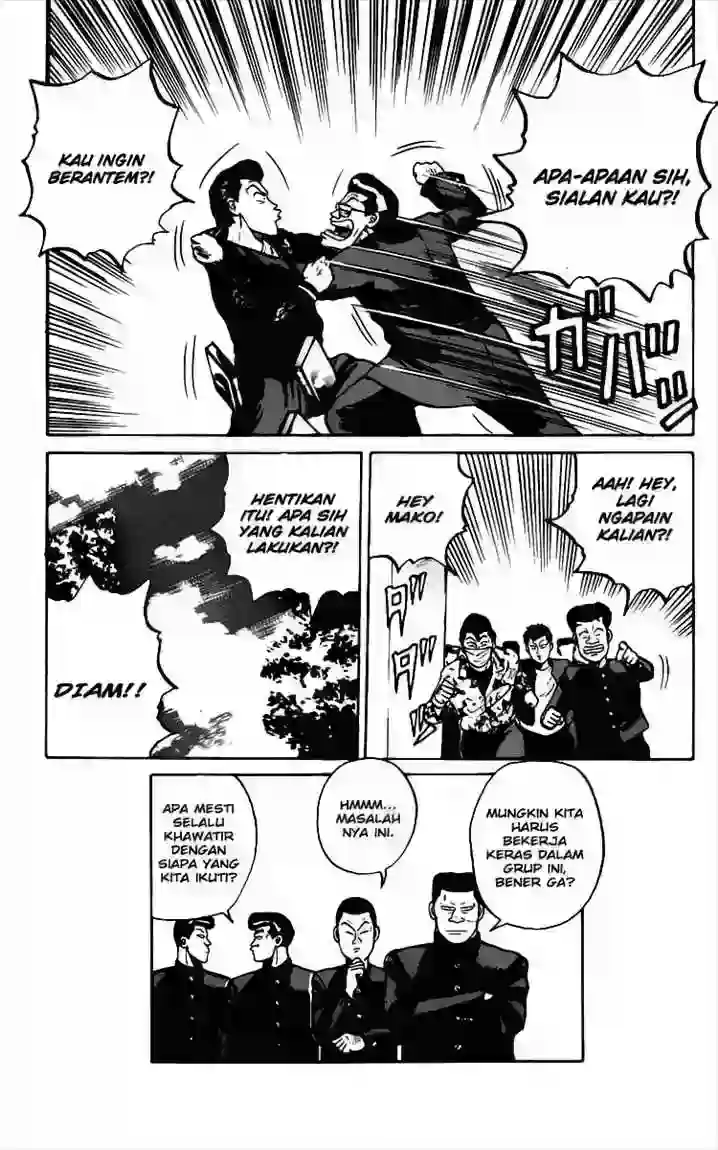 APA-APAAN SIH,
SIALAN KAU?!
KAU INGIN
BERANTEM?!
ガバッ
AAH! HEY,
LAGI
NGAPAIN
KALIAN?!
HEY
MAKO!
ダダ
HENTIKAN
ITU! APA SIH
YANG KALIAN
LAKUKAN?!
DIAM!!
MUNGKIN KITA
HARUS
BEKERJA
KERAS DALAM
GRUP INI,
BENER GA?
HMMM...
MASALAH
NYA INI.
APA MESTI
SELALU
KHAWATIR
DENGAN
SIAPA YANG
KITA IKUTI?